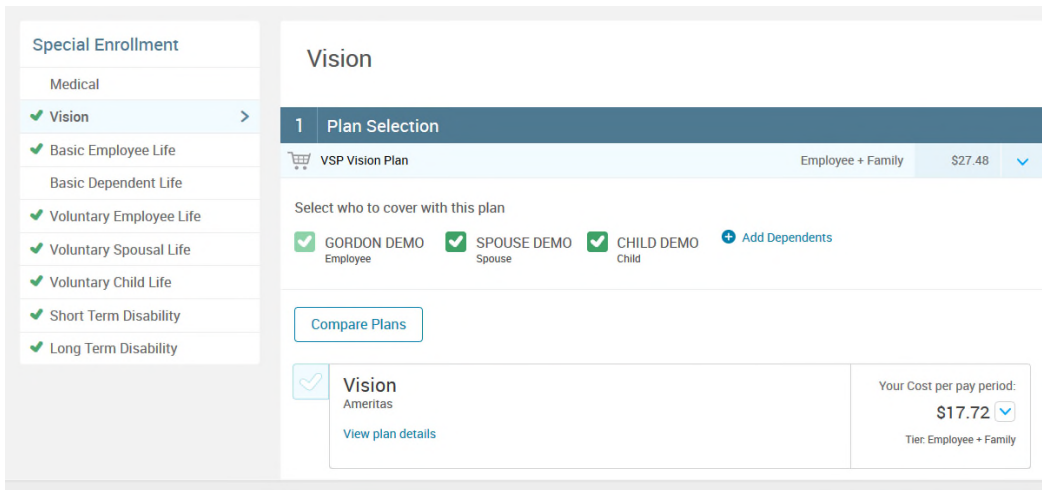 Special Enrollment
Medical
Vision
Basic Employee Life
Basic Dependent Life
Voluntary Employee Life
Voluntary Spousal Life
Voluntary Child Life
Short Term Disability
Long Term Disability
Vision
1 Plan Selection
VSP Vision Plan Employee + Family $27.48
Select who to cover with this plan
GORDON DEMO SPOUSE DEMO CHILD DEMO Add Dependents
Employee Spouse Child
Compare Plans
Vision
Ameritas
View plan details
Your Cost per pay period:
$17.72
Tier: Employee + Family